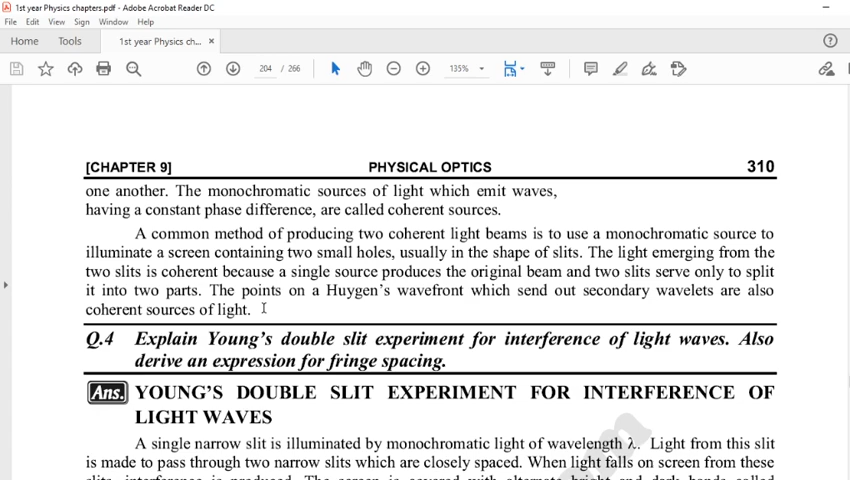 1st year Physics chapters.pdf - Adobe Acrobat Reader DC
File Edit View Sign Window Help
Home Tools 1st year Physics ch... ×
204 / 266 135%
[CHAPTER 9] PHYSICAL OPTICS 310
one another. The monochromatic sources of light which emit waves,
having a constant phase difference, are called coherent sources.
A common method of producing two coherent light beams is to use a monochromatic source to
illuminate a screen containing two small holes, usually in the shape of slits. The light emerging from the
two slits is coherent because a single source produces the original beam and two slits serve only to split
it into two parts. The points on a Huygen's wavefront which send out secondary wavelets are also
coherent sources of light.
Q.4 Explain Young's double slit experiment for interference of light waves. Also
derive an expression for fringe spacing.
Ans. YOUNG'S DOUBLE SLIT EXPERIMENT FOR INTERFERENCE OF
LIGHT WAVES
A single narrow slit is illuminated by monochromatic light of wavelength λ. Light from this slit
is made to pass through two narrow slits which are closely spaced. When light falls on screen from these
slits, interference is produced. The screen is covered with alternate bright and dark bands called